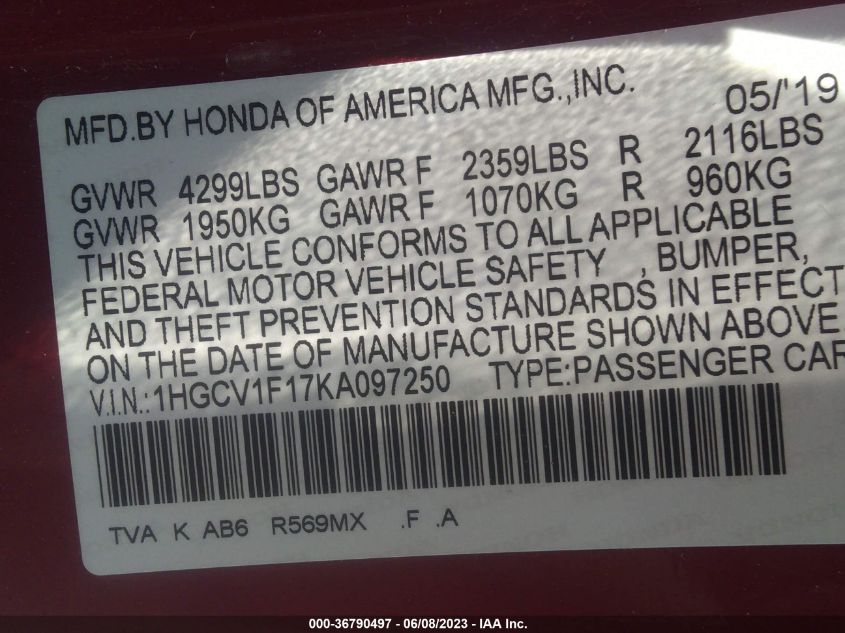 MFD.BY HONDA OF AMERICA MFG.,INC. 05/'19
GVWR 4299LBS GAWR F 2359LBS R 2116LBS
GVWR 1950KG GAWR F 1070KG R 960KG
THIS VEHICLE CONFORMS TO ALL APPLICABLE
FEDERAL MOTOR VEHICLE SAFETY , BUMPER,
AND THEFT PREVENTION STANDARDS IN EFFECT
ON THE DATE OF MANUFACTURE SHOWN ABOVE
V.I.N.:1HGCV1F17KA097250 TYPE:PASSENGER CAR
TVA K AB6 R569MX .F .A
000-36790497 - 06/08/2023 - IAA Inc.